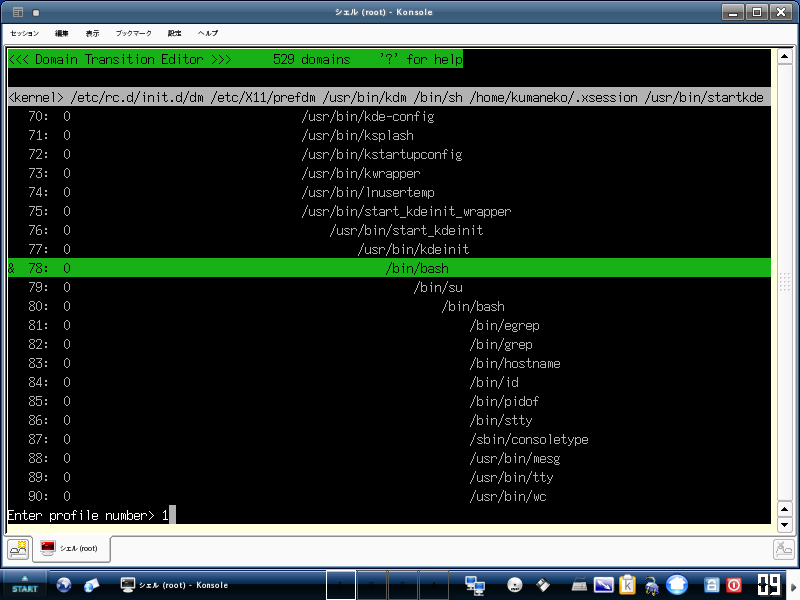 シェル (root) - Konsole
セッション 編集 表示 ブックマーク 設定 ヘルプ
<<< Domain Transition Editor >>> 529 domains '?' for help
<kernel> /etc/rc.d/init.d/dm /etc/X11/prefdm /usr/bin/kdm /bin/sh /home/kumaneko/.xsession /usr/bin/startkde
70: 0 /usr/bin/kde-config
71: 0 /usr/bin/ksplash
72: 0 /usr/bin/kstartupconfig
73: 0 /usr/bin/kwrapper
74: 0 /usr/bin/lnusertemp
75: 0 /usr/bin/start_kdeinit_wrapper
76: 0 /usr/bin/start_kdeinit
77: 0 /usr/bin/kdeinit
& 78: 0 /bin/bash
79: 0 /bin/su
80: 0 /bin/bash
81: 0 /bin/egrep
82: 0 /bin/grep
83: 0 /bin/hostname
84: 0 /bin/id
85: 0 /bin/pidof
86: 0 /bin/stty
87: 0 /sbin/consoletype
88: 0 /usr/bin/mesg
89: 0 /usr/bin/tty
90: 0 /usr/bin/wc
Enter profile number> 1
シェル (root)
START シェル (root) - Konsole